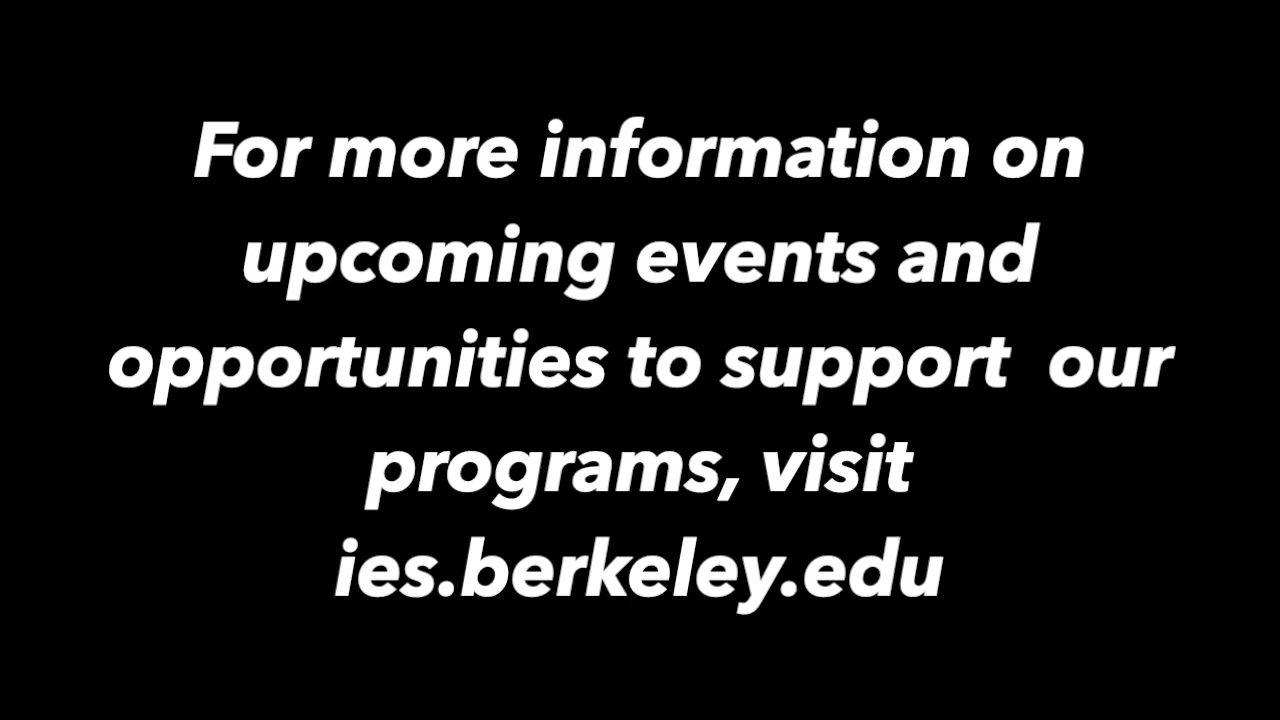 For more information on
upcoming events and
opportunities to support  our
programs, visit
ies.berkeley.edu